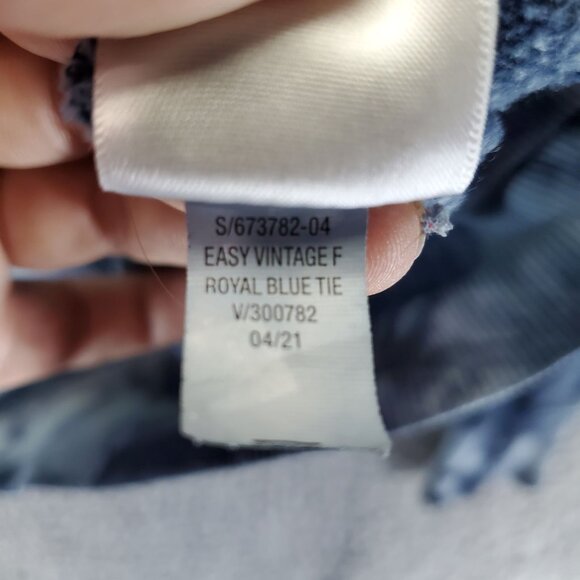 S/673782-04
EASY VINTAGE F
ROYAL BLUE TIE
V/300782
04/21